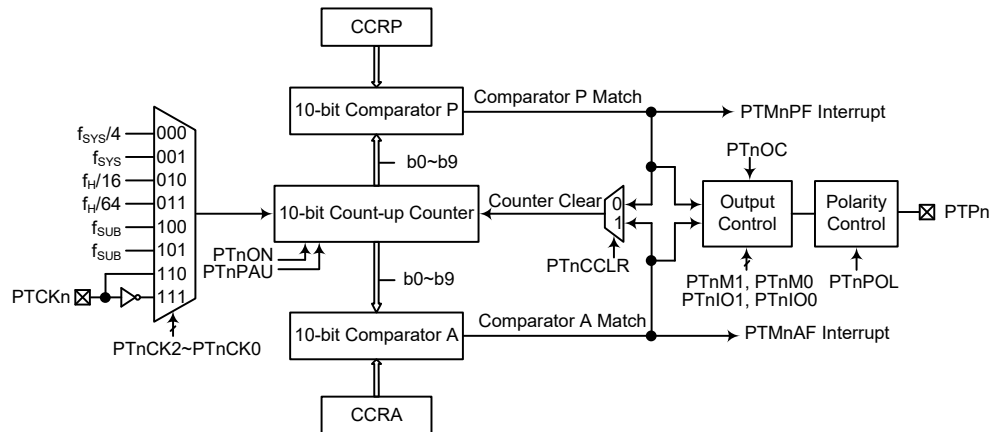 CCRP
10-bit Comparator P
Comparator P Match
PTMnPF Interrupt
b0~b9
PTnOC
fSYS/4 000
fSYS 001
fH/16 010
fH/64 011
fSUB 100
fSUB 101
110
111
PTCKn
PTnCK2~PTnCK0
10-bit Count-up Counter
PTnON
PTnPAU
Counter Clear
0
1
PTnCCLR
Output
Control
Polarity
Control
PTPn
PTnM1, PTnM0
PTnIO1, PTnIO0
PTnPOL
b0~b9
10-bit Comparator A
Comparator A Match
PTMnAF Interrupt
CCRA